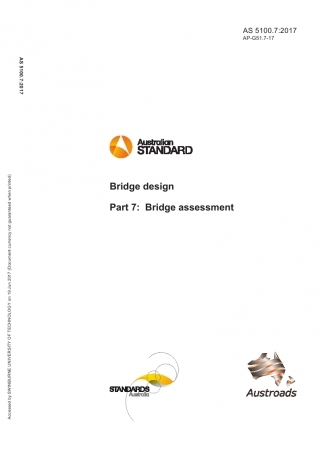 AS 5100.7:2017
AP-G51.7-17
AS 5100.7:2017
Australian
STANDARD
Bridge design
Part 7: Bridge assessment
Accessed by SWINBURNE UNIVERSITY OF TECHNOLOGY on 19 Jun 2017 (Document currency not guaranteed when printed)
STANDARDS
Australia
Austroads